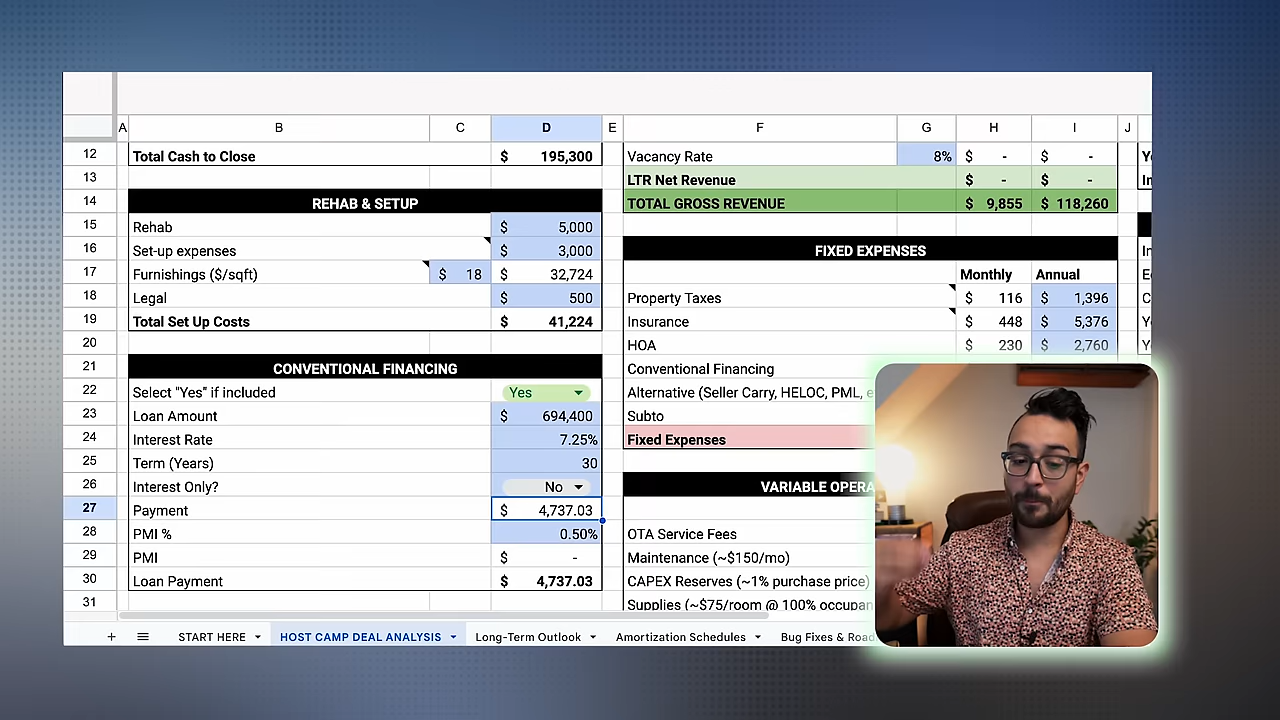 A B C D E F G H I J
12 Total Cash to Close $ 195,300 Vacancy Rate 8% $ - $ -
13 LTR Net Revenue $ - $ -
14 REHAB & SETUP TOTAL GROSS REVENUE $ 9,855 $ 118,260
15 Rehab $ 5,000
16 Set-up expenses $ 3,000 FIXED EXPENSES
17 Furnishings ($/sqft) $ 18 $ 32,724 Monthly Annual
18 Legal $ 500 Property Taxes $ 116 $ 1,396
19 Total Set Up Costs $ 41,224 Insurance $ 448 $ 5,376
20 HOA $ 230 $ 2,760
21 CONVENTIONAL FINANCING Conventional Financing
22 Select "Yes" if included Yes Alternative (Seller Carry, HELOC, PML,
23 Loan Amount $ 694,400 Subto
24 Interest Rate 7.25% Fixed Expenses
25 Term (Years) 30
26 Interest Only? No VARIABLE
27 Payment $ 4,737.03
28 PMI % 0.50% OTA Service Fees
29 PMI $ - Maintenance (~$150/mo)
30 Loan Payment $ 4,737.03 CAPEX Reserves (~1% purchase price)
31 Supplies (~$75/room @ 100%
+ START HERE HOST CAMP DEAL ANALYSIS Long-Term Outlook Amortization Schedules Bug Fixes &